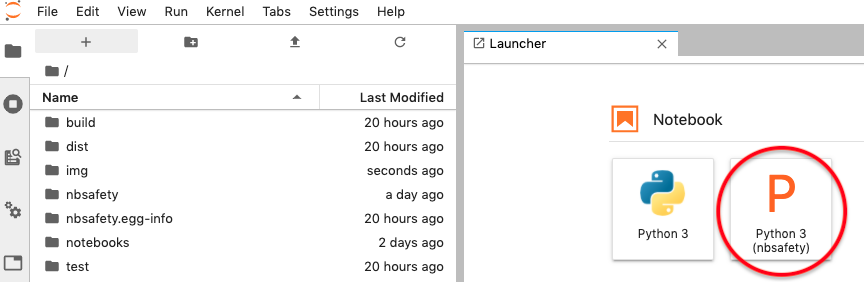 File Edit View Run Kernel Tabs Settings Help
Launcher
/
Name Last Modified
build 20 hours ago
dist 20 hours ago
img seconds ago
nbsafety a day ago
nbsafety.egg-info 20 hours ago
notebooks 2 days ago
test 20 hours ago
Notebook
Python 3
P
Python 3
(nbsafety)